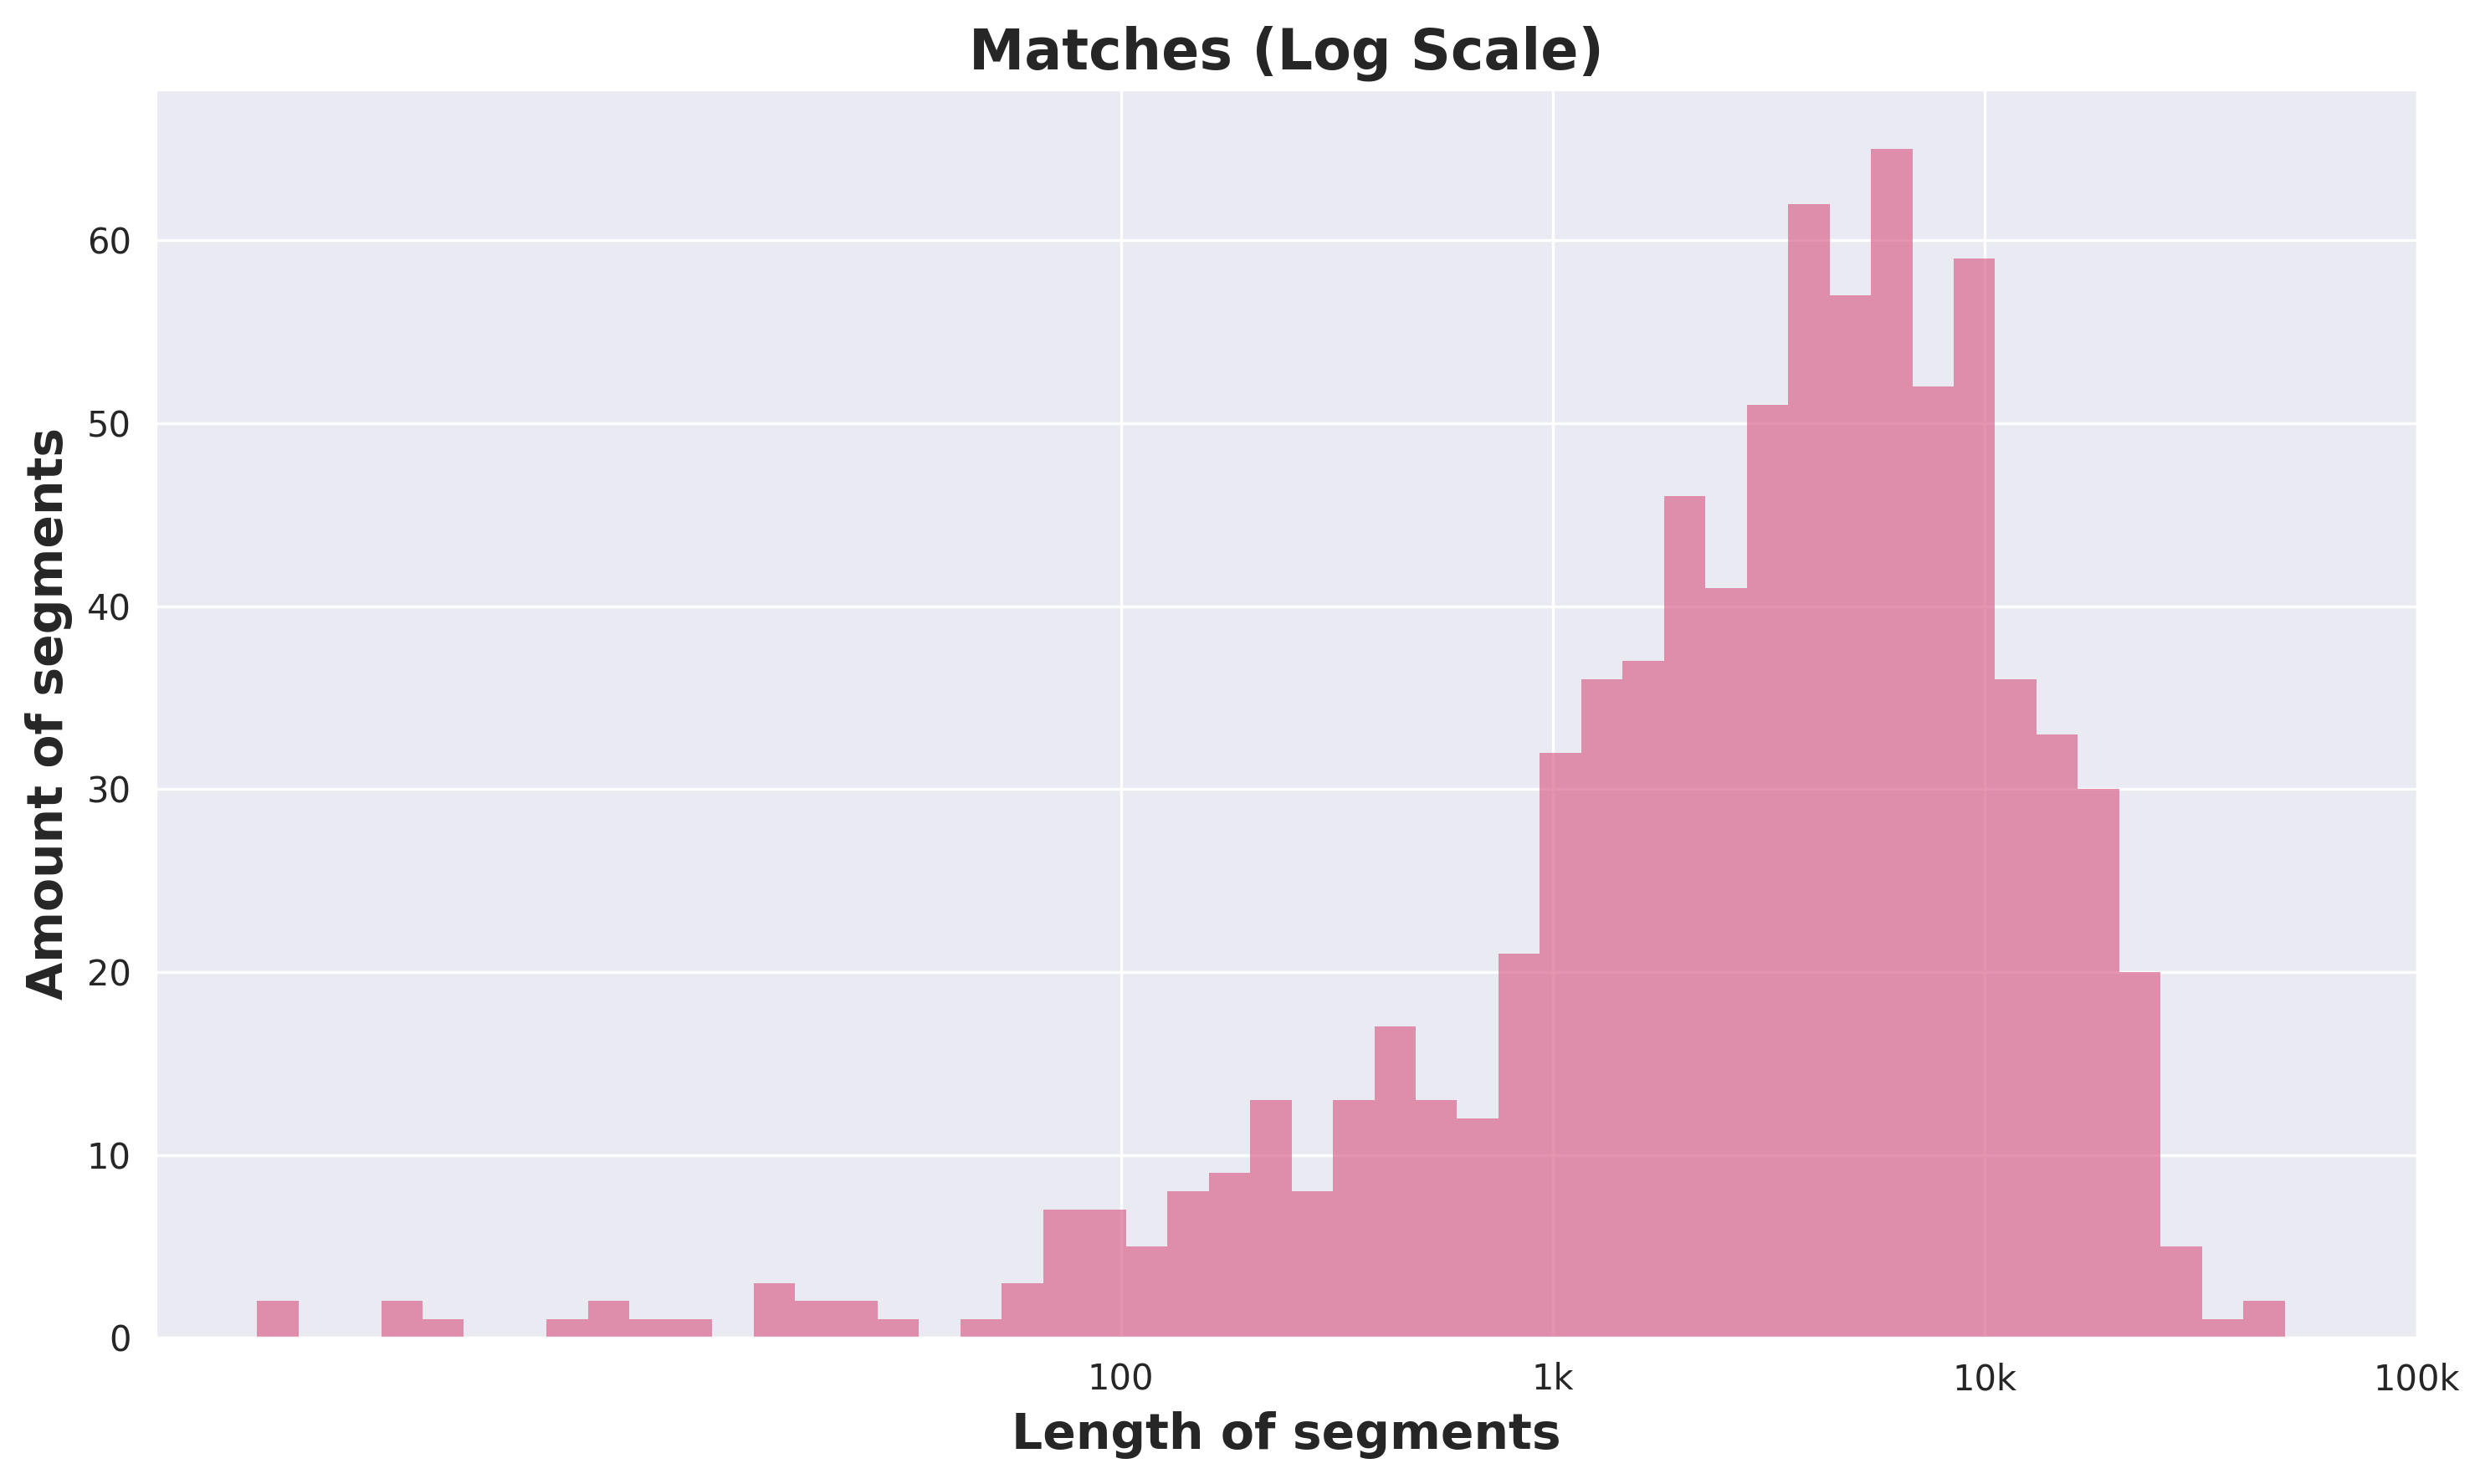 Matches (Log Scale)
Amount of segments
60
50
40
30
20
10
0
100
1k
10k
100k
Length of segments